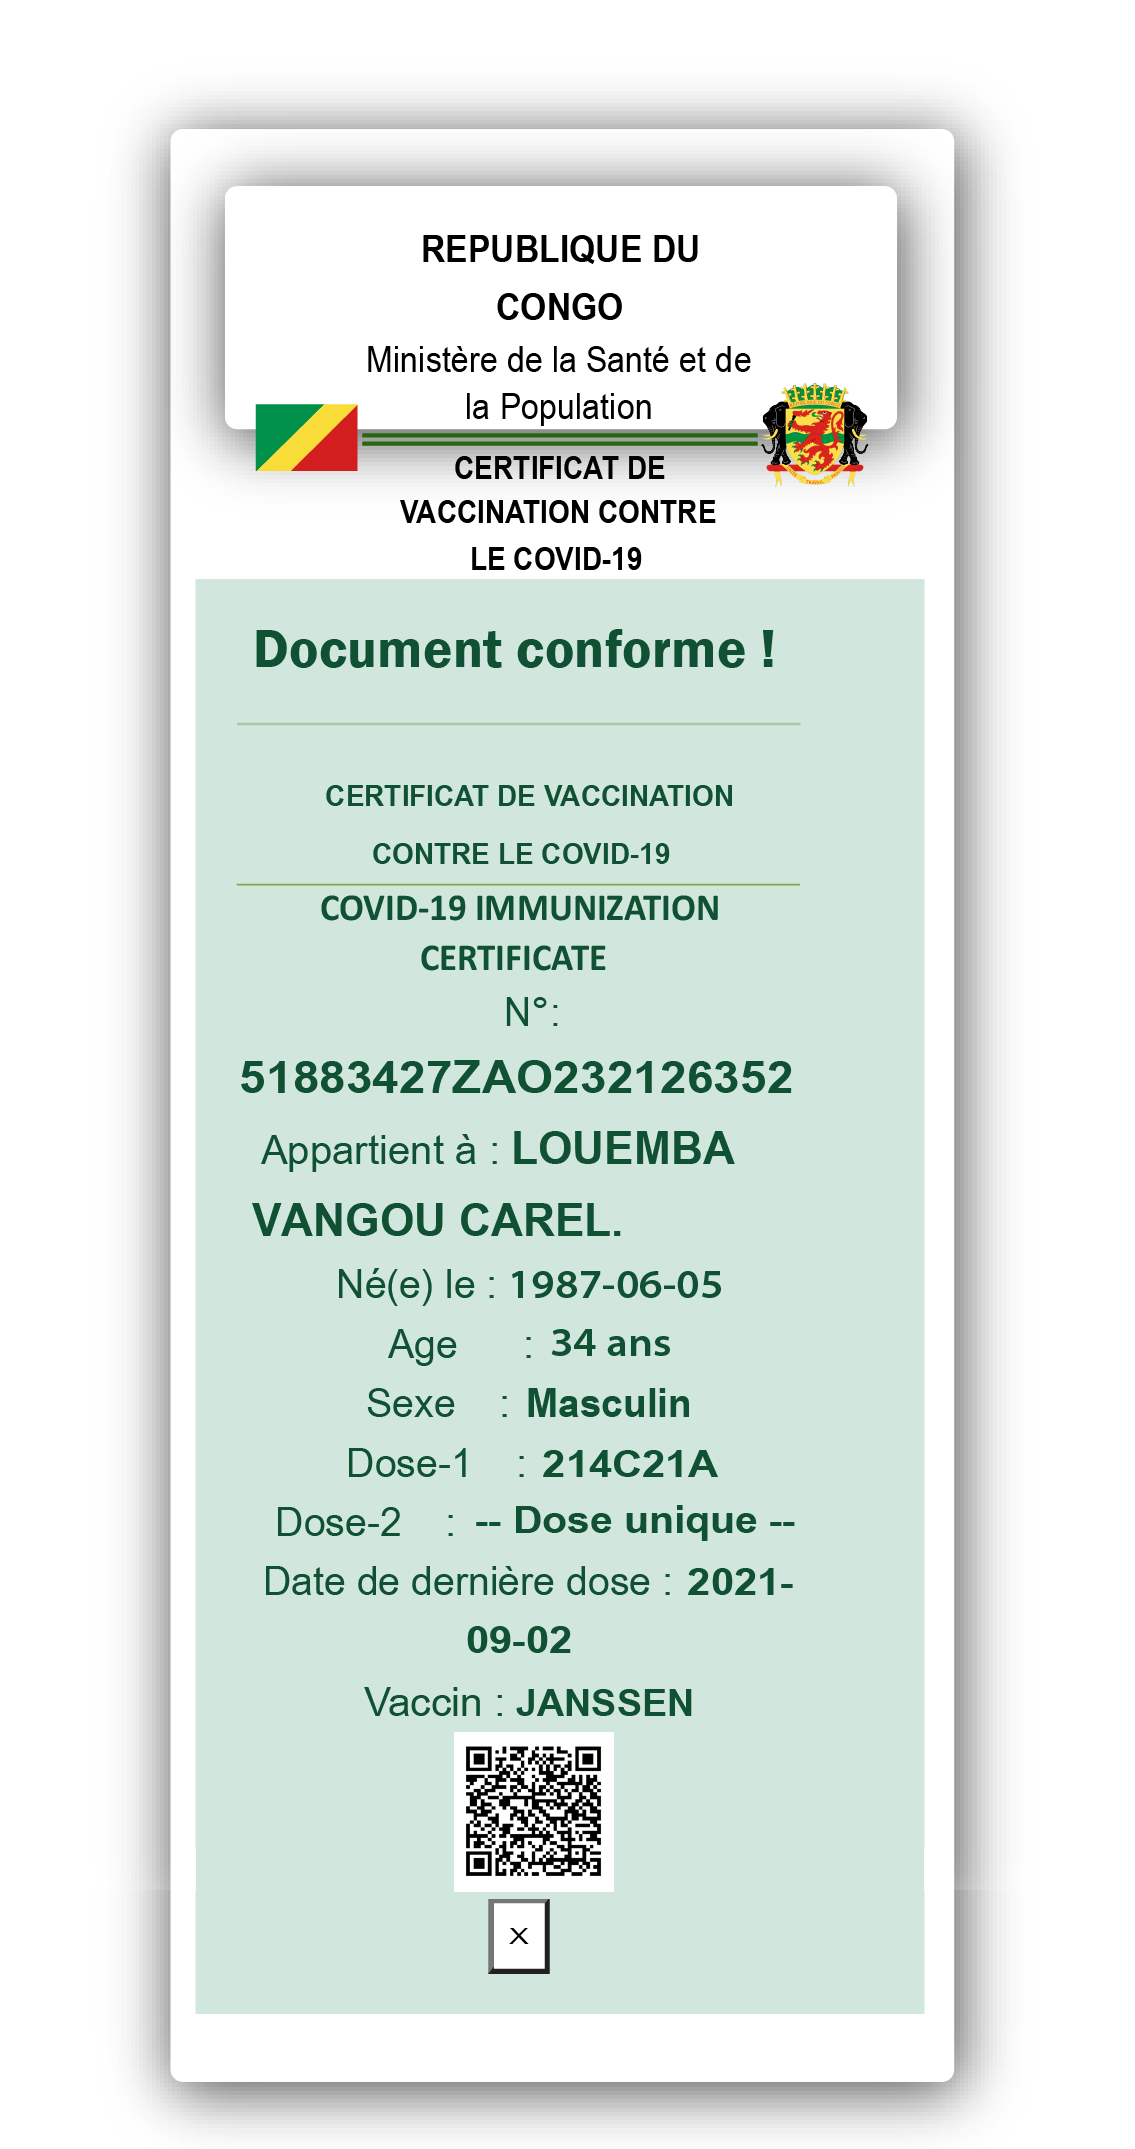 REPUBLIQUE DU
CONGO
Ministère de la Santé et de
la Population
CERTIFICAT DE
VACCINATION CONTRE
LE COVID-19
Document conforme !
CERTIFICAT DE VACCINATION
CONTRE LE COVID-19
COVID-19 IMMUNIZATION
CERTIFICATE
N°:
51883427ZAO232126352
Appartient à : LOUEMBA
VANGOU CAREL.
Né(e) le : 1987-06-05
Age : 34 ans
Sexe : Masculin
Dose-1 : 214C21A
Dose-2 : -- Dose unique --
Date de dernière dose : 2021-
09-02
Vaccin : JANSSEN
X